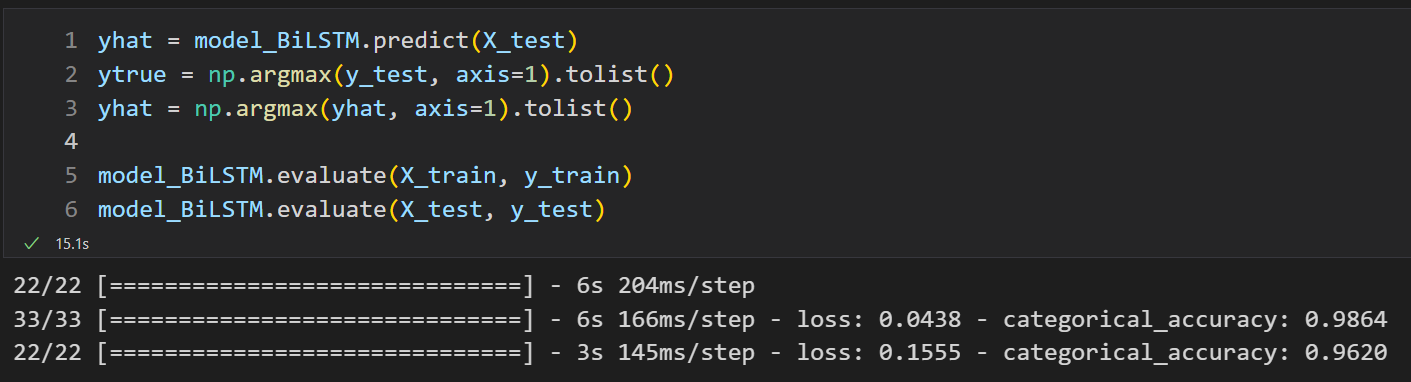 1 yhat = model_BiLSTM.predict(X_test)
2 ytrue = np.argmax(y_test, axis=1).tolist()
3 yhat = np.argmax(yhat, axis=1).tolist()
4
5 model_BiLSTM.evaluate(X_train, y_train)
6 model_BiLSTM.evaluate(X_test, y_test)
✓ 15.1s
22/22 [==============================] - 6s 204ms/step
33/33 [==============================] - 6s 166ms/step - loss: 0.0438 - categorical_accuracy: 0.9864
22/22 [==============================] - 3s 145ms/step - loss: 0.1555 - categorical_accuracy: 0.9620